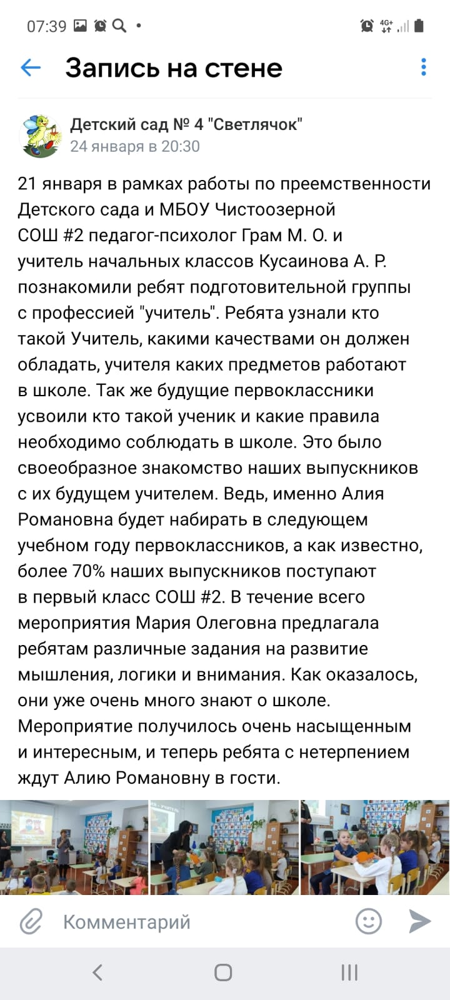 07:39
4G+
Запись на стене
Детский сад № 4 "Светлячок"
24 января в 20:30
21 января в рамках работы по преемственности
Детского сада и МБОУ Чистоозерной
СОШ #2 педагог-психолог Грам М. О. и
учитель начальных классов Кусаинова А. Р.
познакомили ребят подготовительной группы
с профессией "учитель". Ребята узнали кто
такой Учитель, какими качествами он должен
обладать, учителя каких предметов работают
в школе. Так же будущие первоклассники
усвоили кто такой ученик и какие правила
необходимо соблюдать в школе. Это было
своеобразное знакомство наших выпускников
с их будущем учителем. Ведь, именно Алия
Романовна будет набирать в следующем
учебном году первоклассников, а как известно,
более 70% наших выпускников поступают
в первый класс СОШ #2. В течение всего
мероприятия Мария Олеговна предлагала
ребятам различные задания на развитие
мышления, логики и внимания. Как оказалось,
они уже очень много знают о школе.
Мероприятие получилось очень насыщенным
и интересным, и теперь ребята с нетерпением
ждут Алию Романовну в гости.
Комментарий